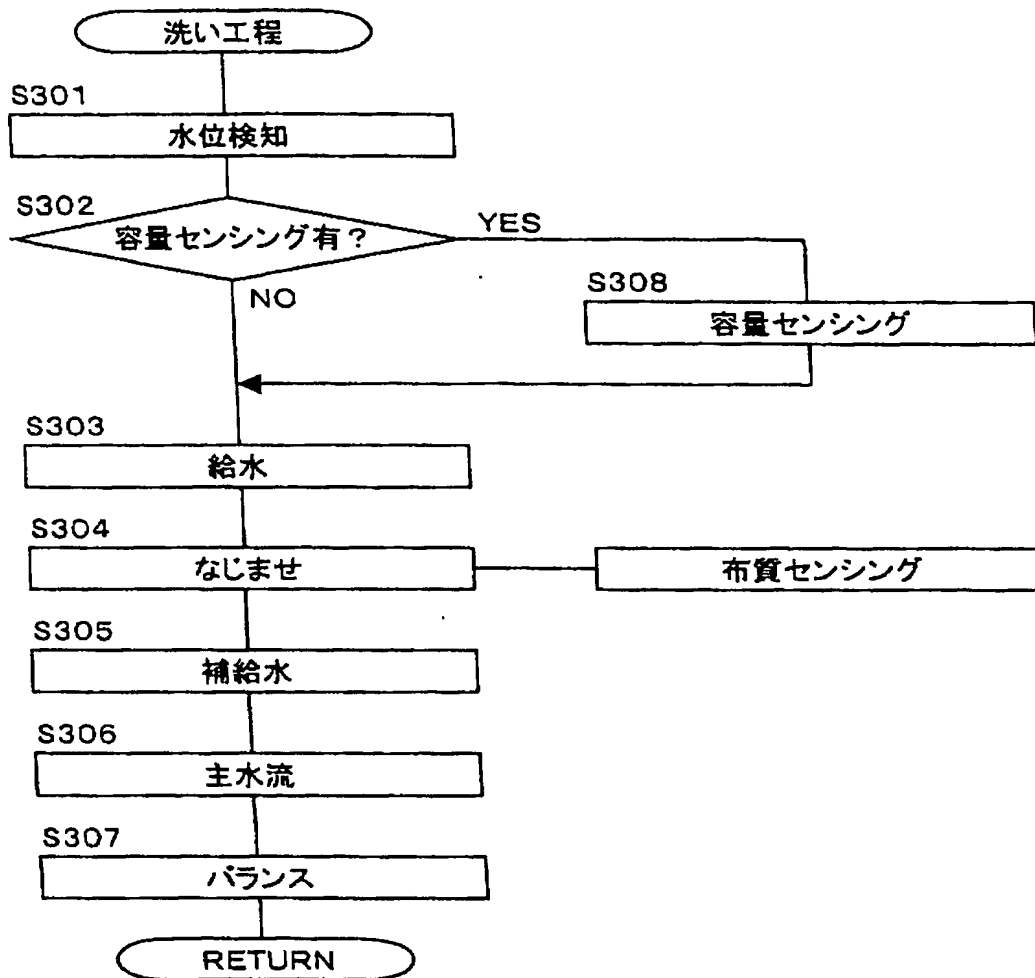 洗い工程
S301
水位検知
S302
容量センシング有?
YES
NO
S308
容量センシング
S303
給水
S304
なじませ
布質センシング
S305
補給水
S306
主水流
S307
バランス
RETURN